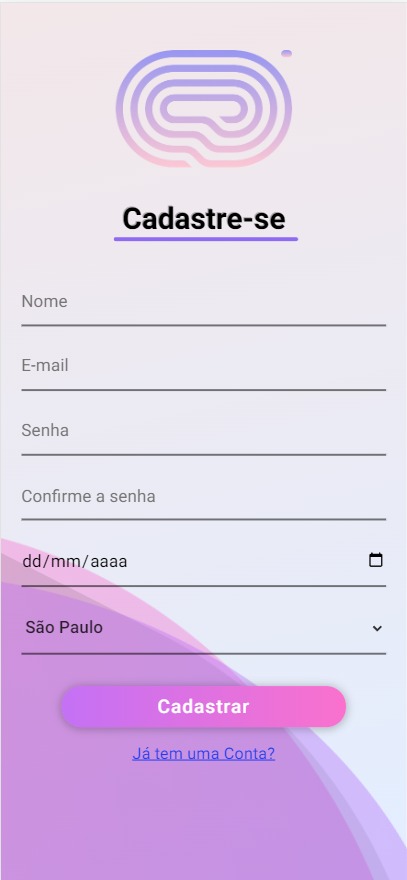 Cadastre-se
Nome
E-mail
Senha
Confirme a senha
dd/mm/aaaa
São Paulo
Cadastrar
Já tem uma Conta?